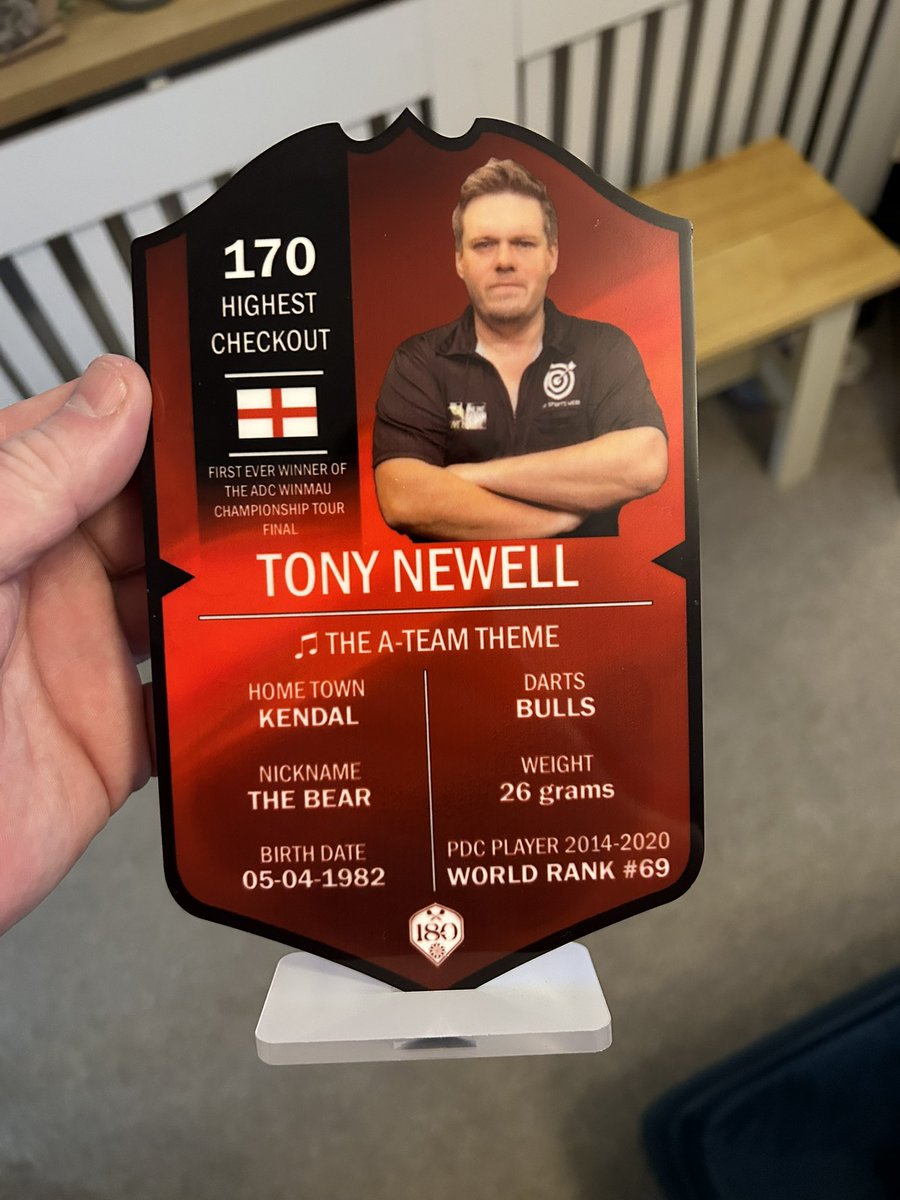 170
HIGHEST
CHECKOUT
FIRST EVER WINNER OF
THE ADC WINMAU
CHAMPIONSHIP TOUR
FINAL
TONY NEWELL
THE A-TEAM THEME
HOME TOWN
KENDAL
NICKNAME
THE BEAR
BIRTH DATE
05-04-1982
DARTS
BULLS
WEIGHT
26 grams
PDC PLAYER 2014-2020
WORLD RANK #69
180